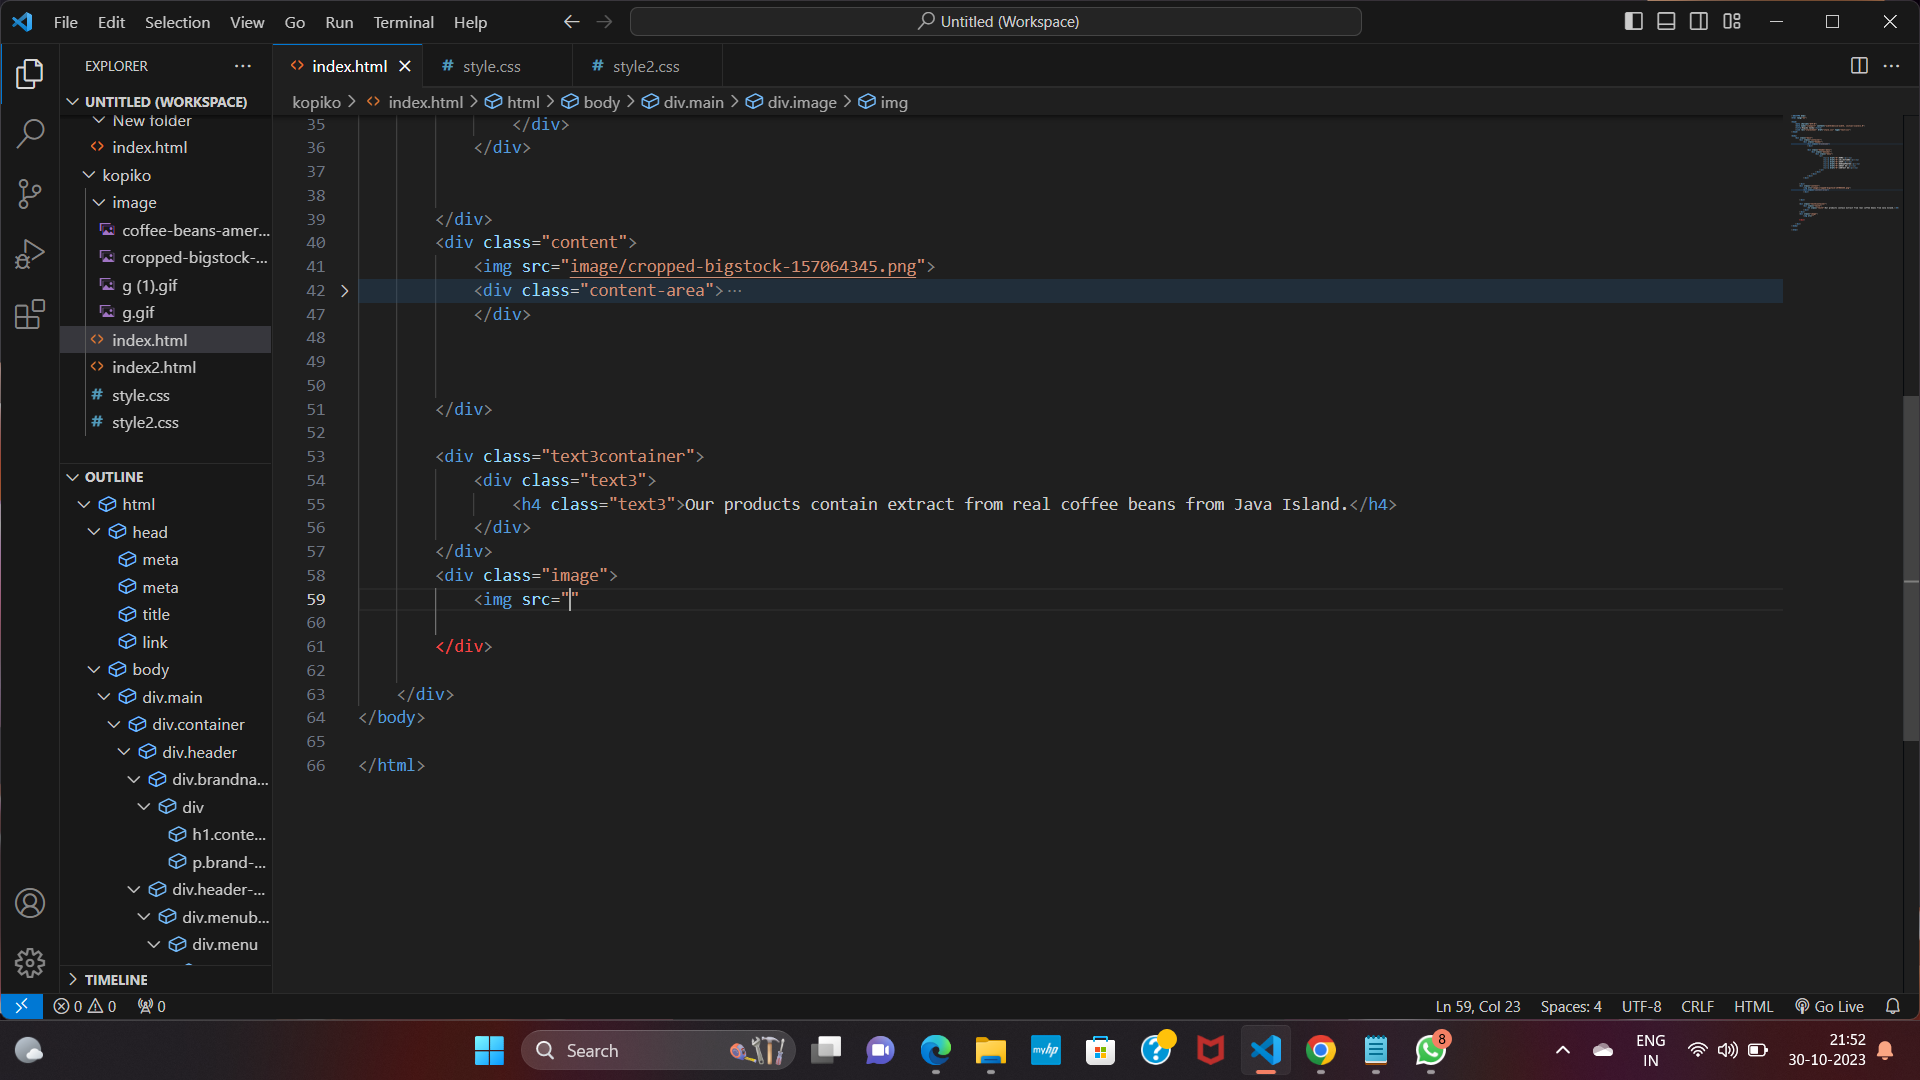 File Edit Selection View Go Run Terminal Help
Untitled (Workspace)
EXPLORER
index.html
# style.css
# style2.css
UNTITLED (WORKSPACE)
kopiko > index.html > html > body > div.main > div.image > img
New folder
index.html
kopiko
image
coffee-beans-amer...
cropped-bigstock-...
g (1).gif
g.gif
index.html
index2.html
# style.css
# style2.css
OUTLINE
html
head
meta
meta
title
link
body
div.main
div.container
div.header
div.brandna...
div
h1.conte...
p.brand-...
div.header-...
div.menub...
div.menu
TIMELINE
35 </div>
36 </div>
37
38
39 </div>
40 <div class="content">
41 <img src="image/cropped-bigstock-157064345.png">
42 <div class="content-area">...
47 </div>
48
49
50
51 </div>
52
53 <div class="text3container">
54 <div class="text3">
55 <h4 class="text3">Our products contain extract from real coffee beans from Java Island.</h4>
56 </div>
57 </div>
58 <div class="image">
59 <img src=""
60
61 </div>
62
63 </div>
64 </body>
65
66 </html>
0 0 0
Ln 59, Col 23 Spaces: 4 UTF-8 CRLF HTML Go Live
Search
myhp
8
ENG
IN
21:52
30-10-2023